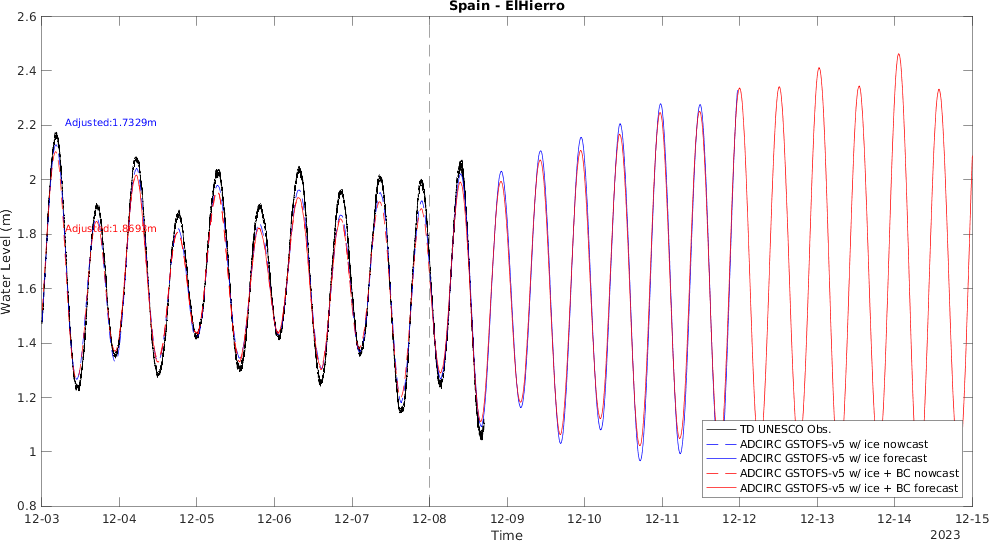 Spain - ElHierro
2.6
2.4
2.2
2
1.8
1.6
1.4
1.2
1
0.8
Water Level (m)
Adjusted:1.7329m
Adjusted:1.8693m
TD UNESCO Obs.
ADCIRC GSTOFS-v5 w/ ice nowcast
ADCIRC GSTOFS-v5 w/ ice forecast
ADCIRC GSTOFS-v5 w/ ice + BC nowcast
ADCIRC GSTOFS-v5 w/ ice + BC forecast
12-03 12-04 12-05 12-06 12-07 12-08 12-09 12-10 12-11 12-12 12-13 12-14 12-15
Time
2023